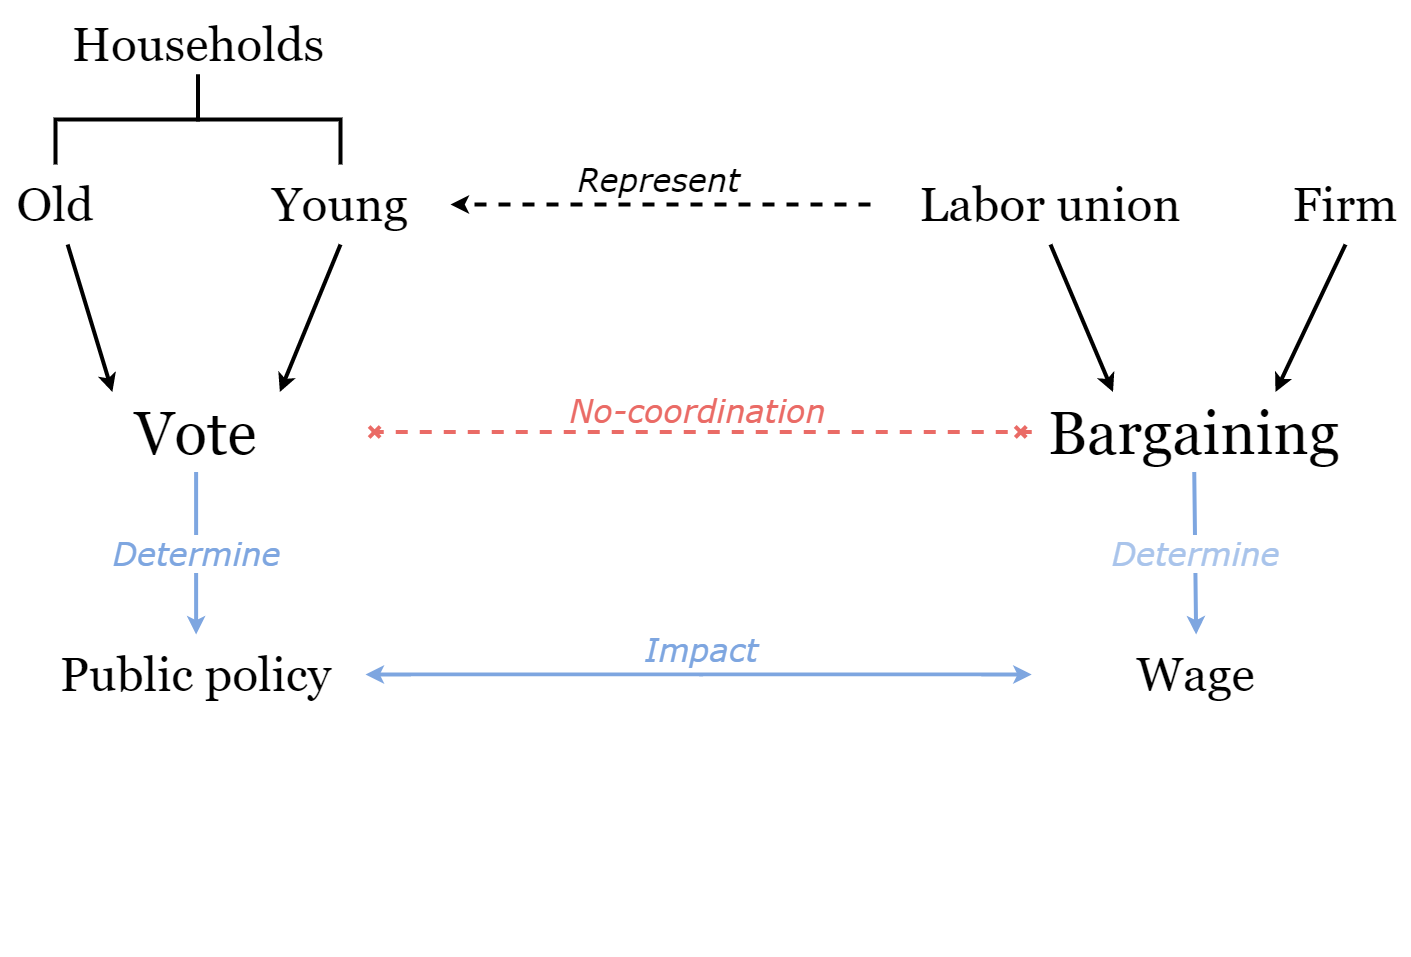 Households
Old
Young
Represent
Labor union
Firm
Vote
No-coordination
Bargaining
Determine
Determine
Public policy
Impact
Wage